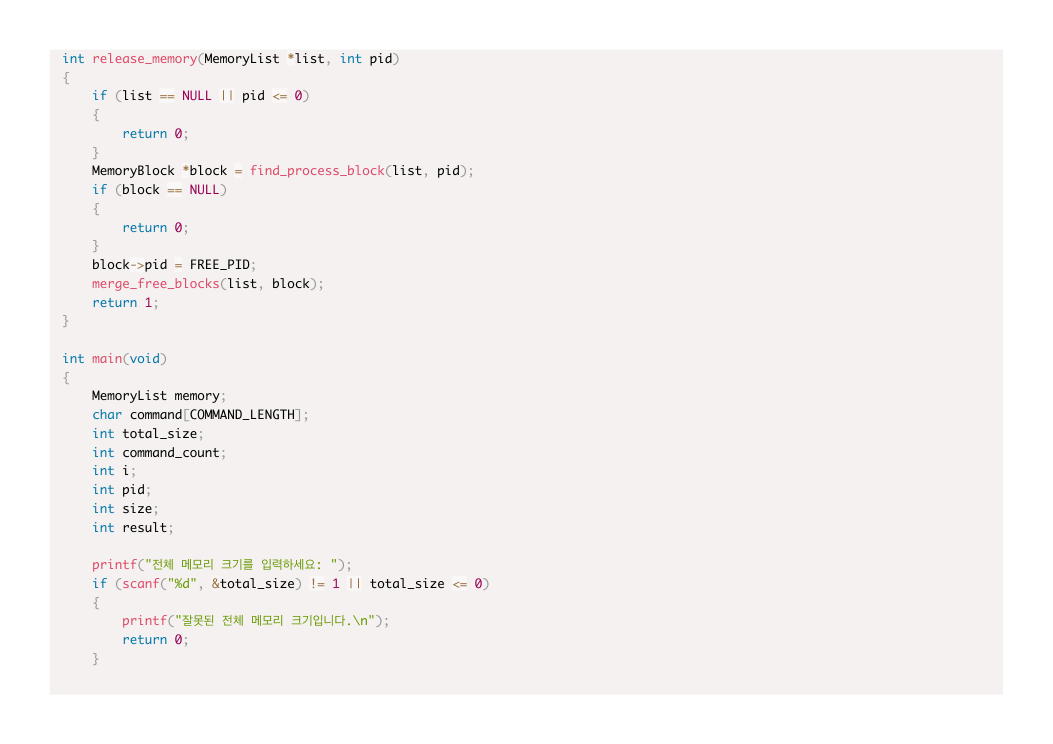 int release_memory(MemoryList *list, int pid)
{
    if (list == NULL || pid <= 0)
    {
        return 0;
    }
    MemoryBlock *block = find_process_block(list, pid);
    if (block == NULL)
    {
        return 0;
    }
    block->pid = FREE_PID;
    merge_free_blocks(list, block);
    return 1;
}

int main(void)
{
    MemoryList memory;
    char command[COMMAND_LENGTH];
    int total_size;
    int command_count;
    int i;
    int pid;
    int size;
    int result;

    printf("전체 메모리 크기를 입력하세요: ");
    if (scanf("%d", &total_size) != 1 || total_size <= 0)
    {
        printf("잘못된 전체 메모리 크기입니다.\n");
        return 0;
    }